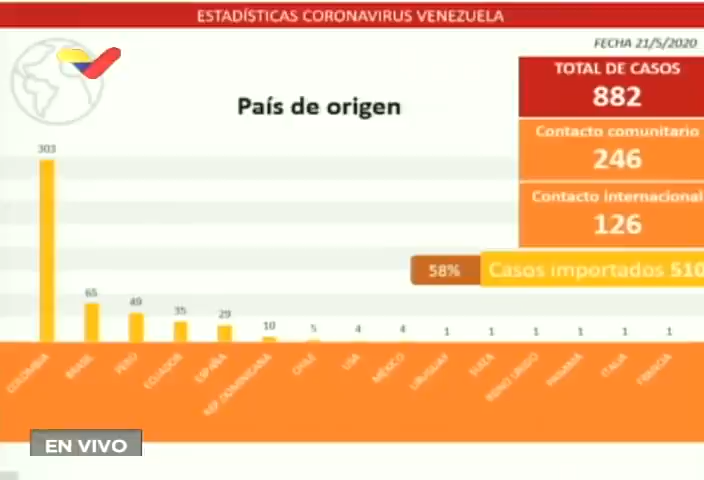 ESTADÍSTICAS CORONAVIRUS VENEZUELA
FECHA 21/5/2020
TOTAL DE CASOS
882
País de origen
Contacto comunitario
246
Contacto internacional
126
58%
Casos importados 510
303
65
49
35
29
10
5
4
4
1
1
1
1
1
1
COLOMBIA
BRASIL
PERÚ
ECUADOR
ESPAÑA
REP. DOMINICANA
CHILE
USA
MÉXICO
URUGUAY
SUIZA
REINO UNIDO
PANAMÁ
ITALIA
FRANCIA
EN VIVO